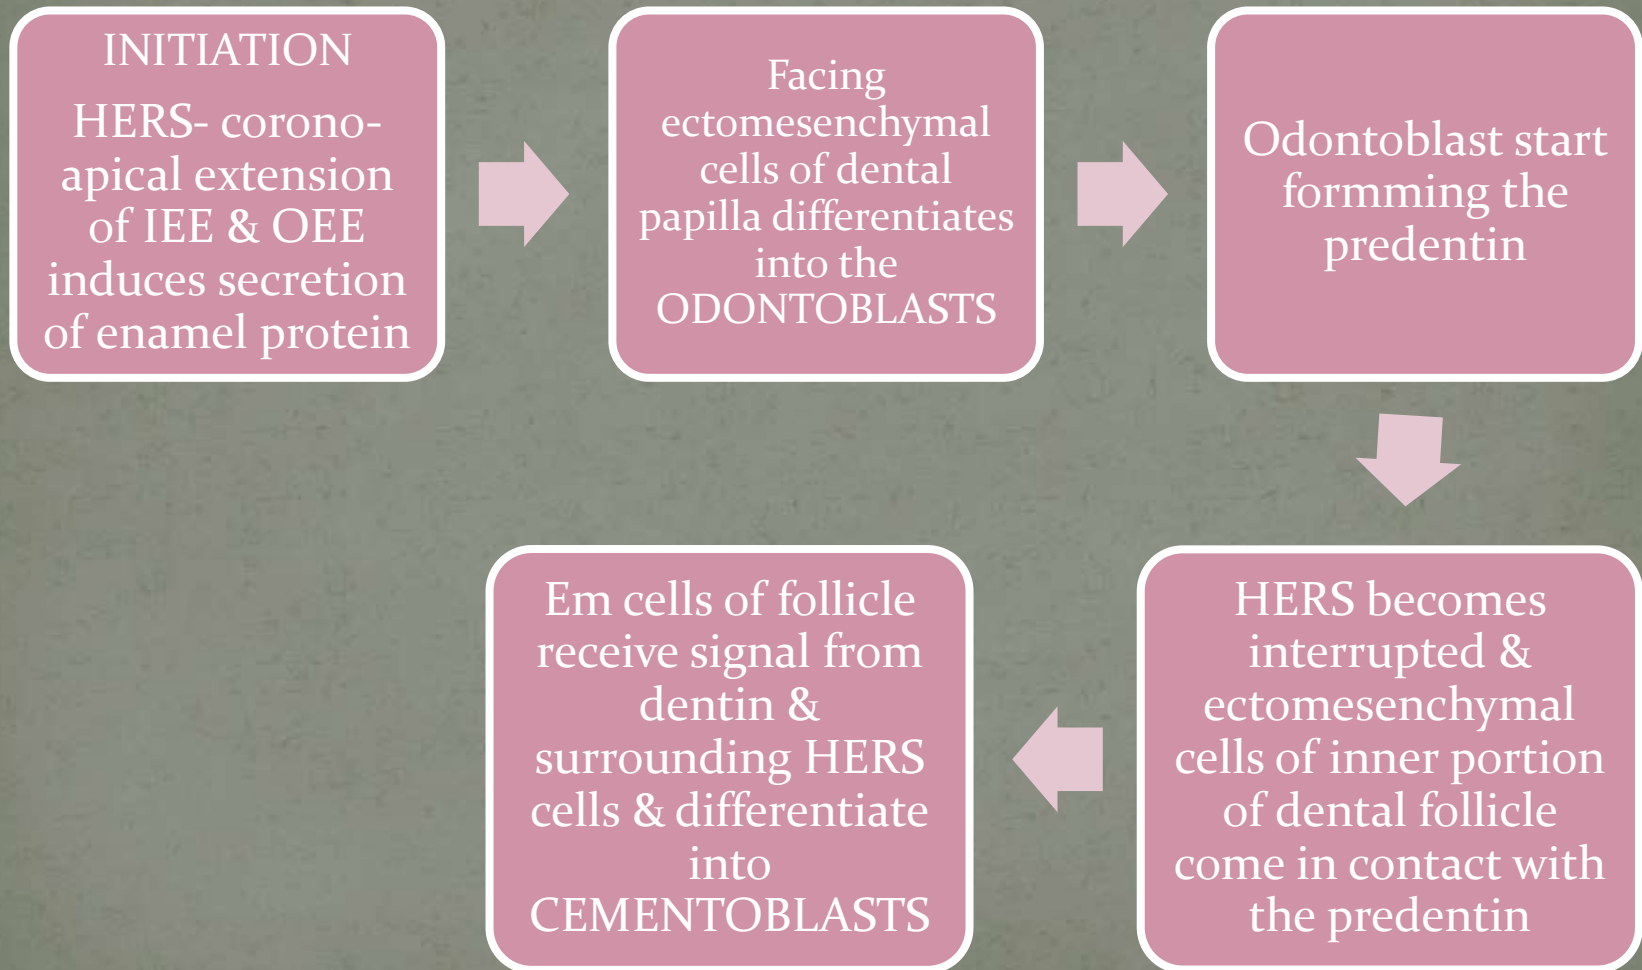 INITIATION
HERS- corono-
apical extension
of IEE & OEE
induces secretion
of enamel protein
Facing
ectomesenchymal
cells of dental
papilla differentiates
into the
ODONTOBLASTS
Odontoblast start
formming the
predentin
HERS becomes
interrupted &
ectomesenchymal
cells of inner portion
of dental follicle
come in contact with
the predentin
Em cells of follicle
receive signal from
dentin &
surrounding HERS
cells & differentiate
into
CEMENTOBLASTS